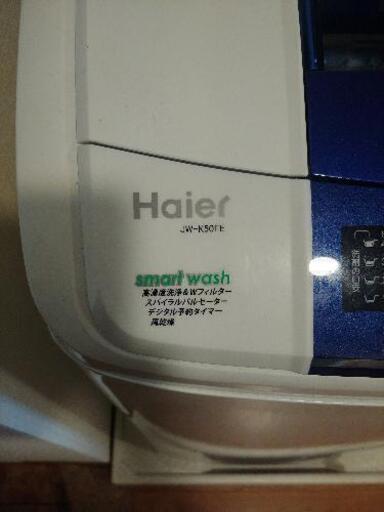 Haier
JW-K50FE
smart wash
高濃度洗浄&Wフィルター
スパイラルパルセーター
デジタル予約タイマー
風乾燥